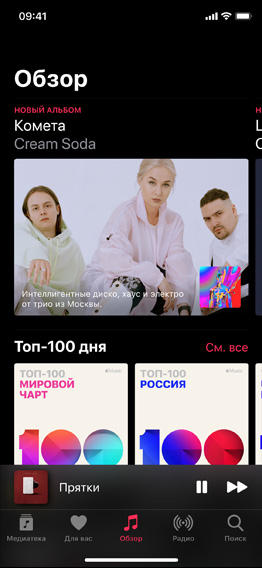 09:41
Обзор
НОВЫЙ АЛЬБОМ
Комета
Cream Soda
Интеллигентные диско, хаус и электро
от трио из Москвы.
Топ-100 дня
См. все
ТОП-100
МИРОВОЙ
ЧАРТ
Music
100
ТОП-100
РОССИЯ
Music
100
Прятки
Медиатека
Для вас
Обзор
Радио
Поиск